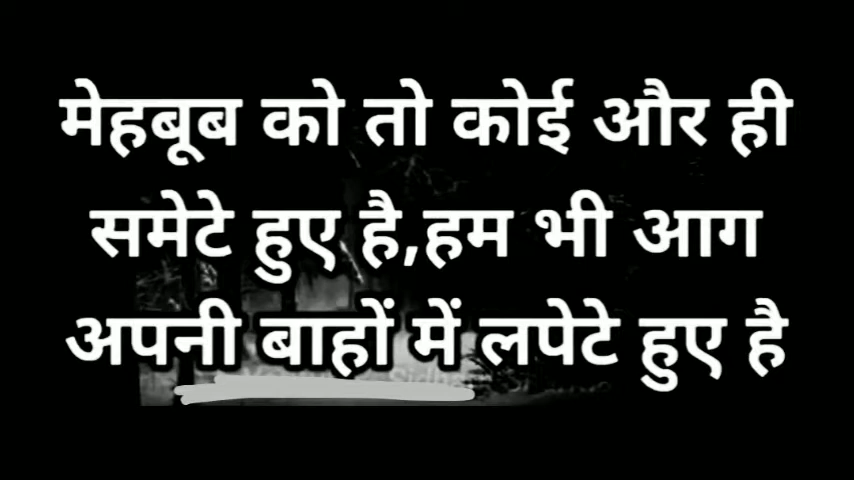 मेहबूब को तो कोई और ही
समेटे हुए है,हम भी आग
अपनी बाहों में लपेटे हुए है